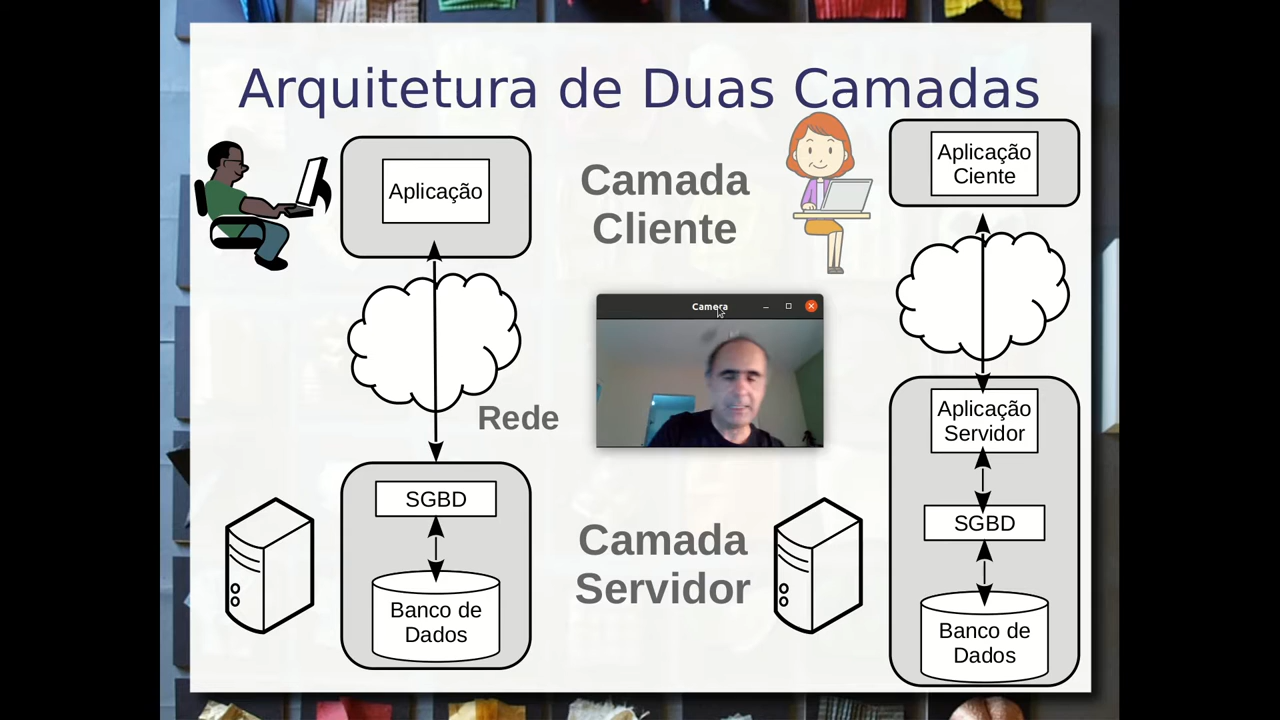 Arquitetura de Duas Camadas
Aplicação
Camada
Cliente
Aplicação
Ciente
Camera
Rede
Aplicação
Servidor
SGBD
SGBD
Camada
Servidor
Banco de
Dados
Banco de
Dados